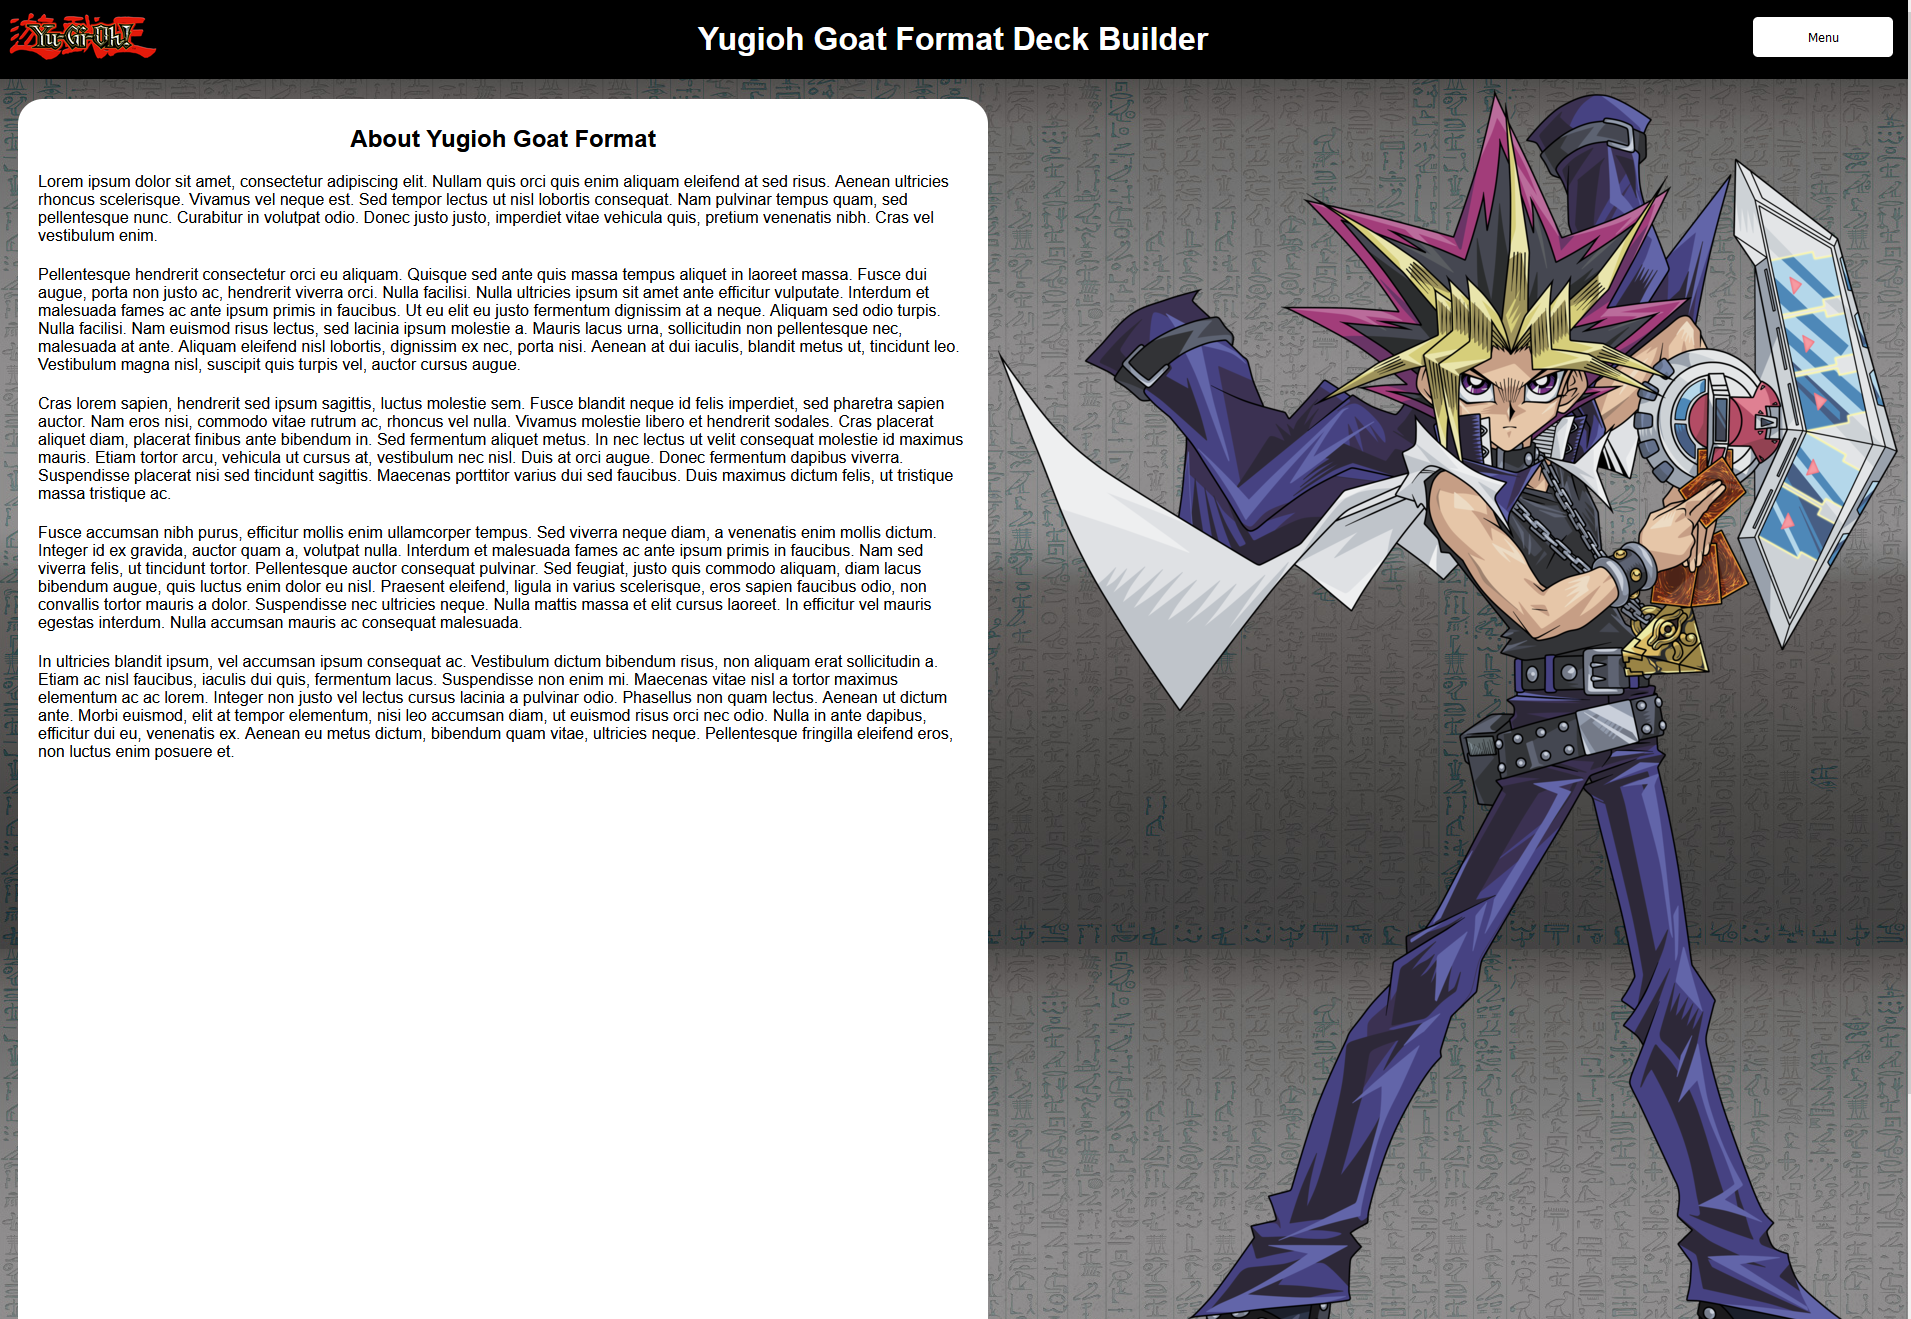 Yu-Gi-Oh!
Yugioh Goat Format Deck Builder
Menu
About Yugioh Goat Format
Lorem ipsum dolor sit amet, consectetur adipiscing elit. Nullam quis orci quis enim aliquam eleifend at sed risus. Aenean ultricies
rhoncus scelerisque. Vivamus vel neque est. Sed tempor lectus ut nisl lobortis consequat. Nam pulvinar tempus quam, sed
pellentesque nunc. Curabitur in volutpat odio. Donec justo justo, imperdiet vitae vehicula quis, pretium venenatis nibh. Cras vel
vestibulum enim.
Pellentesque hendrerit consectetur orci eu aliquam. Quisque sed ante quis massa tempus aliquet in laoreet massa. Fusce dui
augue, porta non justo ac, hendrerit viverra orci. Nulla facilisi. Nulla ultricies ipsum sit amet ante efficitur vulputate. Interdum et
malesuada fames ac ante ipsum primis in faucibus. Ut eu elit eu justo fermentum dignissim at a neque. Aliquam sed odio turpis.
Nulla facilisi. Nam euismod risus lectus, sed lacinia ipsum molestie a. Mauris lacus urna, sollicitudin non pellentesque nec,
malesuada at ante. Aliquam eleifend nisl lobortis, dignissim ex nec, porta nisi. Aenean at dui iaculis, blandit metus ut, tincidunt leo.
Vestibulum magna nisl, suscipit quis turpis vel, auctor cursus augue.
Cras lorem sapien, hendrerit sed ipsum sagittis, luctus molestie sem. Fusce blandit neque id felis imperdiet, sed pharetra sapien
auctor. Nam eros nisi, commodo vitae rutrum ac, rhoncus vel nulla. Vivamus molestie libero et hendrerit sodales. Cras placerat
aliquet diam, placerat finibus ante bibendum in. Sed fermentum aliquet metus. In nec lectus ut velit consequat molestie id maximus
mauris. Etiam tortor arcu, vehicula ut cursus at, vestibulum nec nisl. Duis at orci augue. Donec fermentum dapibus viverra.
Suspendisse placerat nisi sed tincidunt sagittis. Maecenas porttitor varius dui sed faucibus. Duis maximus dictum felis, ut tristique
massa tristique ac.
Fusce accumsan nibh purus, efficitur mollis enim ullamcorper tempus. Sed viverra neque diam, a venenatis enim mollis dictum.
Integer id ex gravida, auctor quam a, volutpat nulla. Interdum et malesuada fames ac ante ipsum primis in faucibus. Nam sed
viverra felis, ut tincidunt tortor. Pellentesque auctor consequat pulvinar. Sed feugiat, justo quis commodo aliquam, diam lacus
bibendum augue, quis luctus enim dolor eu nisl. Praesent eleifend, ligula in varius scelerisque, eros sapien faucibus odio, non
convallis tortor mauris a dolor. Suspendisse nec ultricies neque. Nulla mattis massa et elit cursus laoreet. In efficitur vel mauris
egestas interdum. Nulla accumsan mauris ac consequat malesuada.
In ultricies blandit ipsum, vel accumsan ipsum consequat ac. Vestibulum dictum bibendum risus, non aliquam erat sollicitudin a.
Etiam ac nisl faucibus, iaculis dui quis, fermentum lacus. Suspendisse non enim mi. Maecenas vitae nisl a tortor maximus
elementum ac ac lorem. Integer non justo vel lectus cursus lacinia a pulvinar odio. Phasellus non quam lectus. Aenean ut dictum
ante. Morbi euismod, elit at tempor elementum, nisi leo accumsan diam, ut euismod risus orci nec odio. Nulla in ante dapibus,
efficitur dui eu, venenatis ex. Aenean eu metus dictum, bibendum quam vitae, ultricies neque. Pellentesque fringilla eleifend eros,
non luctus enim posuere et.